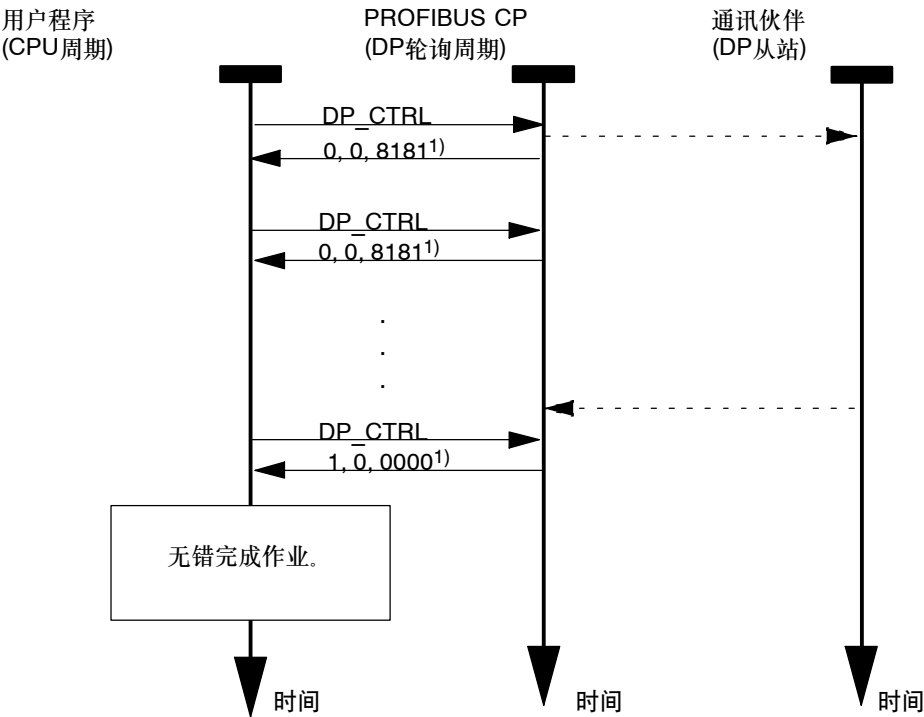 用户程序
(CPU周期)
PROFIBUS CP
(DP轮询周期)
通讯伙伴
(DP从站)
DP_CTRL
0, 0, 8181¹⁾
DP_CTRL
0, 0, 8181¹⁾
.
.
.
DP_CTRL
1, 0, 0000¹⁾
无错完成作业。
时间
时间
时间